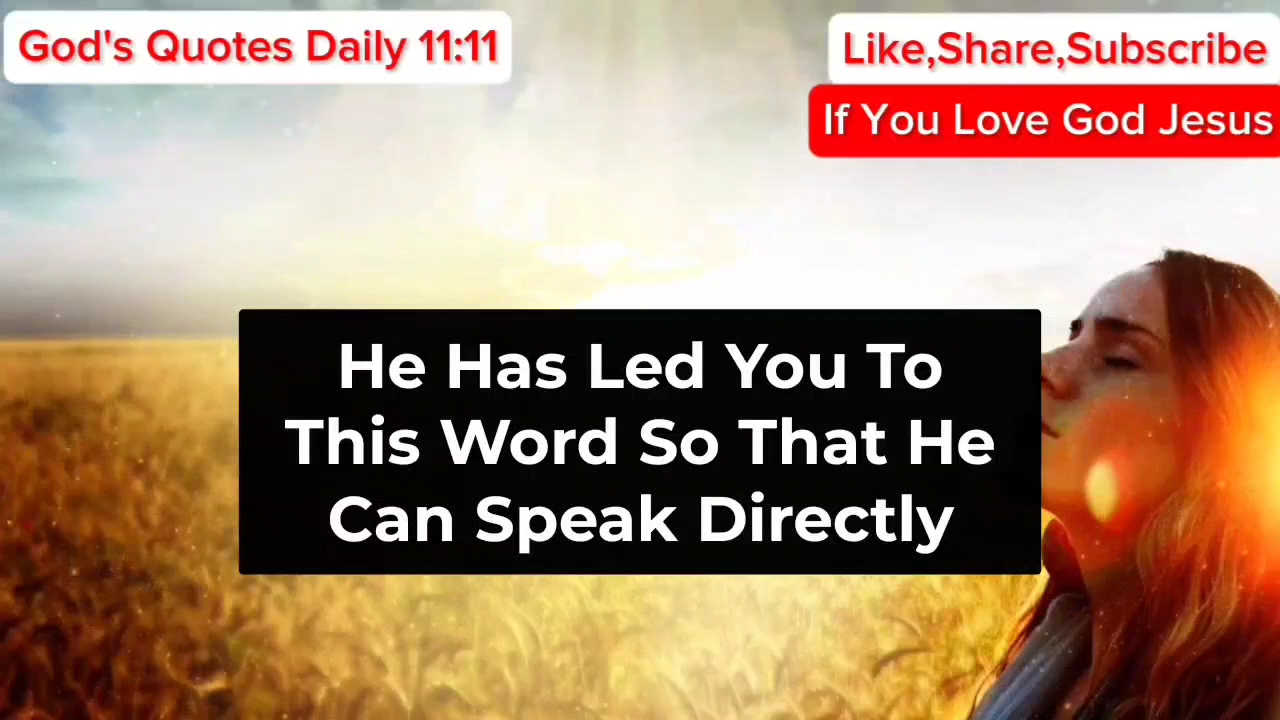 God's Quotes Daily 11:11
Like,Share,Subscribe
If You Love God Jesus
He Has Led You To
This Word So That He
Can Speak Directly